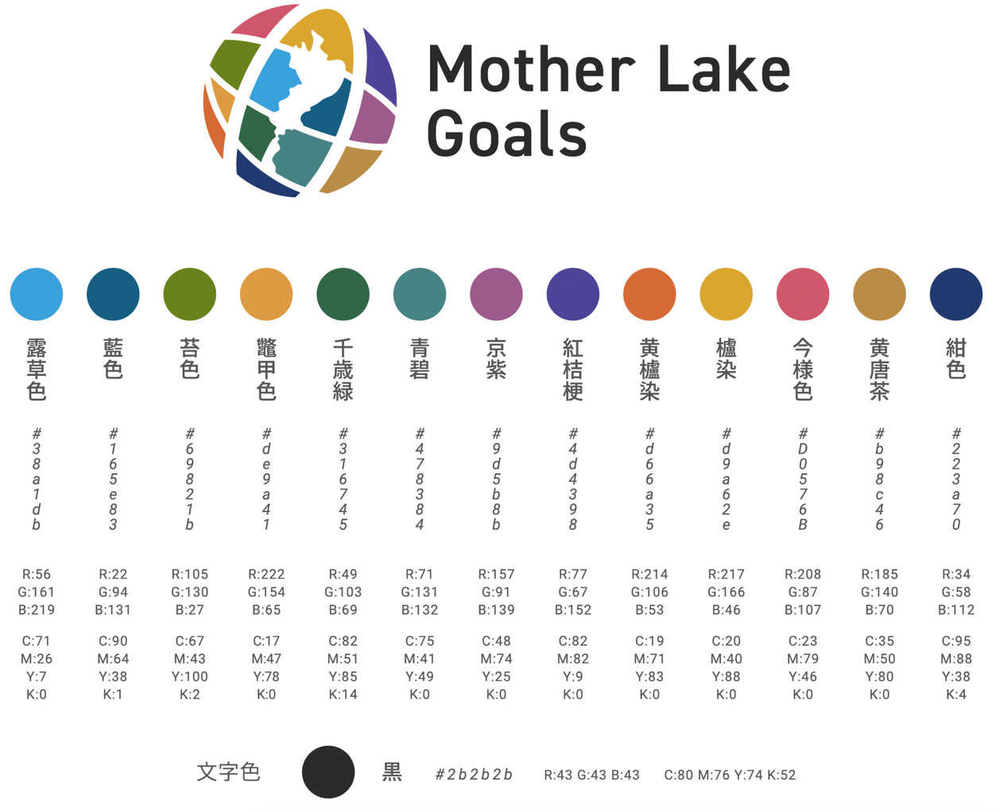 Mother Lake
Goals
露草色
藍色
苔色
鼈甲色
千歳緑
青碧
京紫
紅桔梗
黄櫨染
櫨染
今様色
黄唐茶
紺色
#38a1db
#165e83
#69821b
#de9a41
#316745
#478384
#9d5b8b
#4d4398
#d66a35
#d9a62e
#D0576B
#b98c46
#223a70
R:56 R:22 R:105 R:222 R:49 R:71 R:157 R:77 R:214 R:217 R:208 R:185 R:34
G:161 G:94 G:130 G:154 G:103 G:131 G:91 G:67 G:106 G:166 G:87 G:140 G:58
B:219 B:131 B:27 B:65 B:69 B:132 B:139 B:152 B:53 B:46 B:107 B:70 B:112
C:71 C:90 C:67 C:17 C:82 C:75 C:48 C:82 C:19 C:20 C:23 C:35 C:95
M:26 M:64 M:43 M:47 M:51 M:41 M:74 M:82 M:71 M:40 M:79 M:50 M:88
Y:7 Y:38 Y:100 Y:78 Y:85 Y:49 Y:25 Y:9 Y:83 Y:88 Y:46 Y:80 Y:38
K:0 K:1 K:2 K:0 K:14 K:0 K:0 K:0 K:0 K:0 K:0 K:0 K:4
文字色 黒 #2b2b2b R:43 G:43 B:43 C:80 M:76 Y:74 K:52